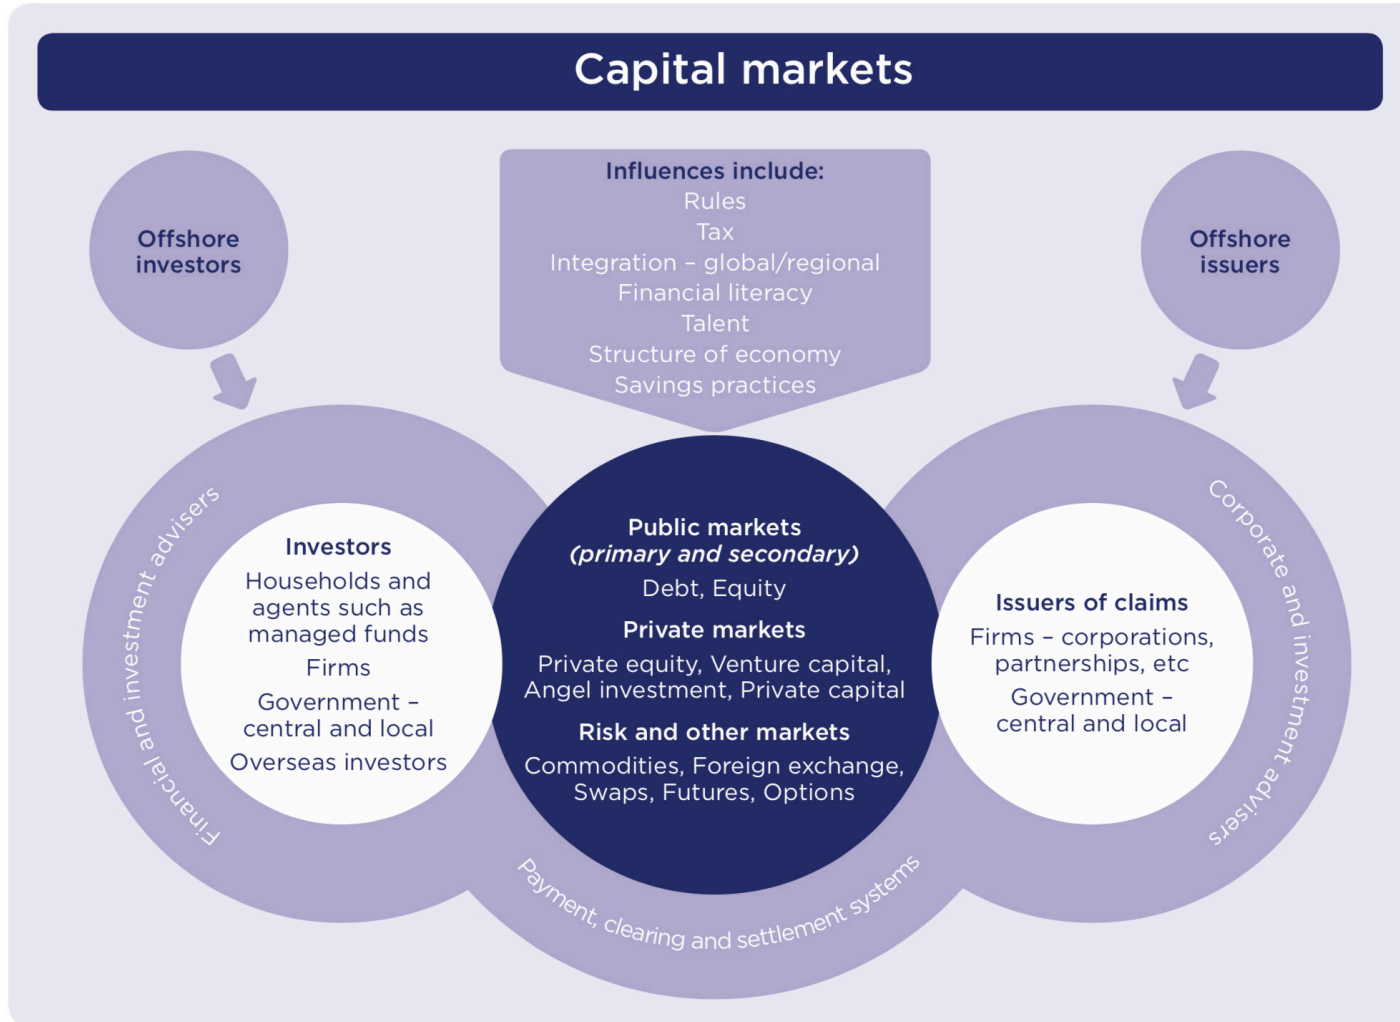 Capital markets
Offshore
investors
Influences include:
Rules
Tax
Integration – global/regional
Financial literacy
Talent
Structure of economy
Savings practices
Offshore
issuers
Financial and investment advisers
Investors
Households and
agents such as
managed funds
Firms
Government –
central and local
Overseas investors
Public markets
(primary and secondary)
Debt, Equity
Private markets
Private equity, Venture capital,
Angel investment, Private capital
Risk and other markets
Commodities, Foreign exchange,
Swaps, Futures, Options
Issuers of claims
Firms – corporations,
partnerships, etc
Government –
central and local
Corporate and investment advisers
Payment, clearing and settlement systems